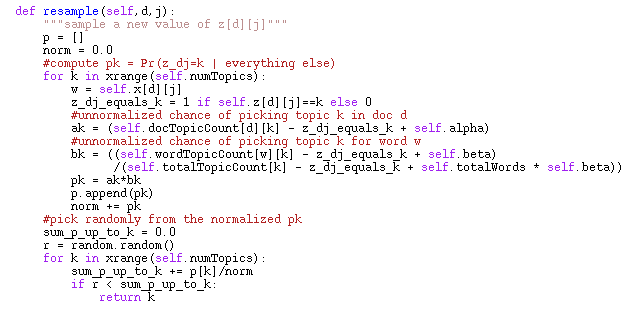 def resample(self,d,j):
    """sample a new value of z[d][j]"""
    p = []
    norm = 0.0
    #compute pk = Pr(z_dj=k | everything else)
    for k in xrange(self.numTopics):
        w = self.x[d][j]
        z_dj_equals_k = 1 if self.z[d][j]==k else 0
        #unnormalized chance of picking topic k in doc d
        ak = (self.docTopicCount[d][k] - z_dj_equals_k + self.alpha)
        #unnormalized chance of picking topic k for word w
        bk = ((self.wordTopicCount[w][k] - z_dj_equals_k + self.beta)
              /(self.totalTopicCount[k] - z_dj_equals_k + self.totalWords * self.beta))
        pk = ak*bk
        p.append(pk)
        norm += pk
    #pick randomly from the normalized pk
    sum_p_up_to_k = 0.0
    r = random.random()
    for k in xrange(self.numTopics):
        sum_p_up_to_k += p[k]/norm
        if r < sum_p_up_to_k:
            return k